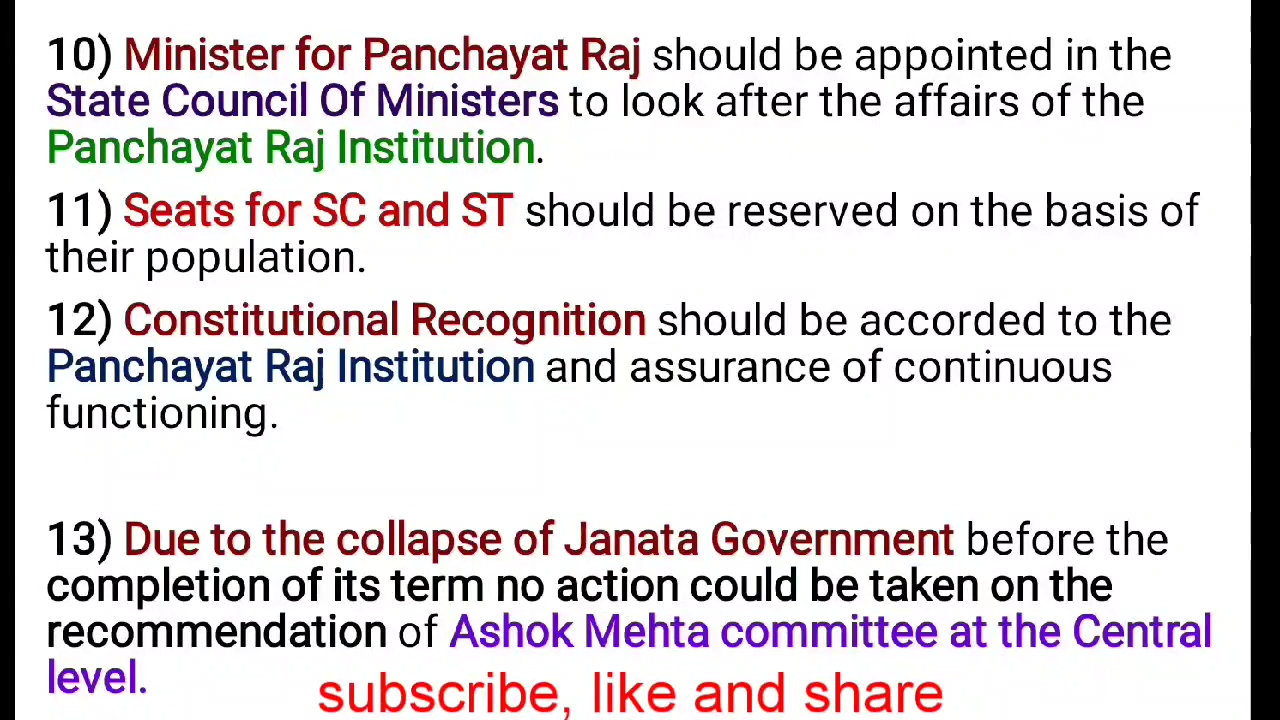 10) Minister for Panchayat Raj should be appointed in the
State Council Of Ministers to look after the affairs of the
Panchayat Raj Institution.
11) Seats for SC and ST should be reserved on the basis of
their population.
12) Constitutional Recognition should be accorded to the
Panchayat Raj Institution and assurance of continuous
functioning.
13) Due to the collapse of Janata Government before the
completion of its term no action could be taken on the
recommendation of Ashok Mehta committee at the Central
level.
subscribe, like and share